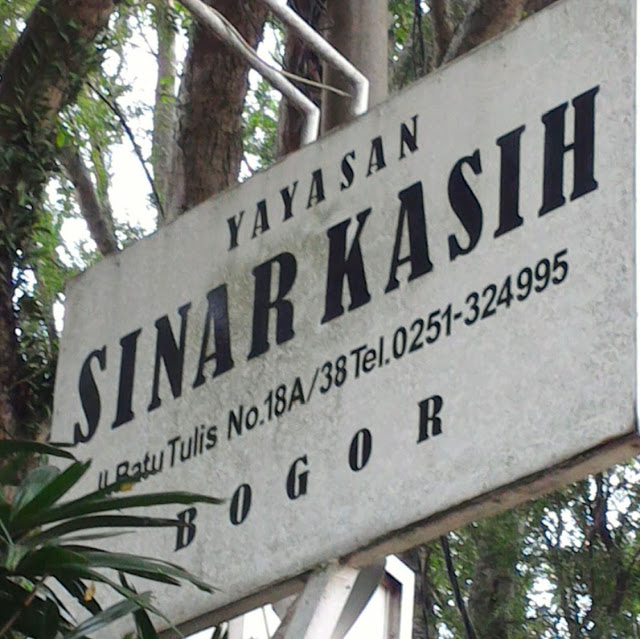 YAYASAN
SINAR KASIH
Jl. Batu Tulis No.18A/38 Tel.0251-324995
BOGOR